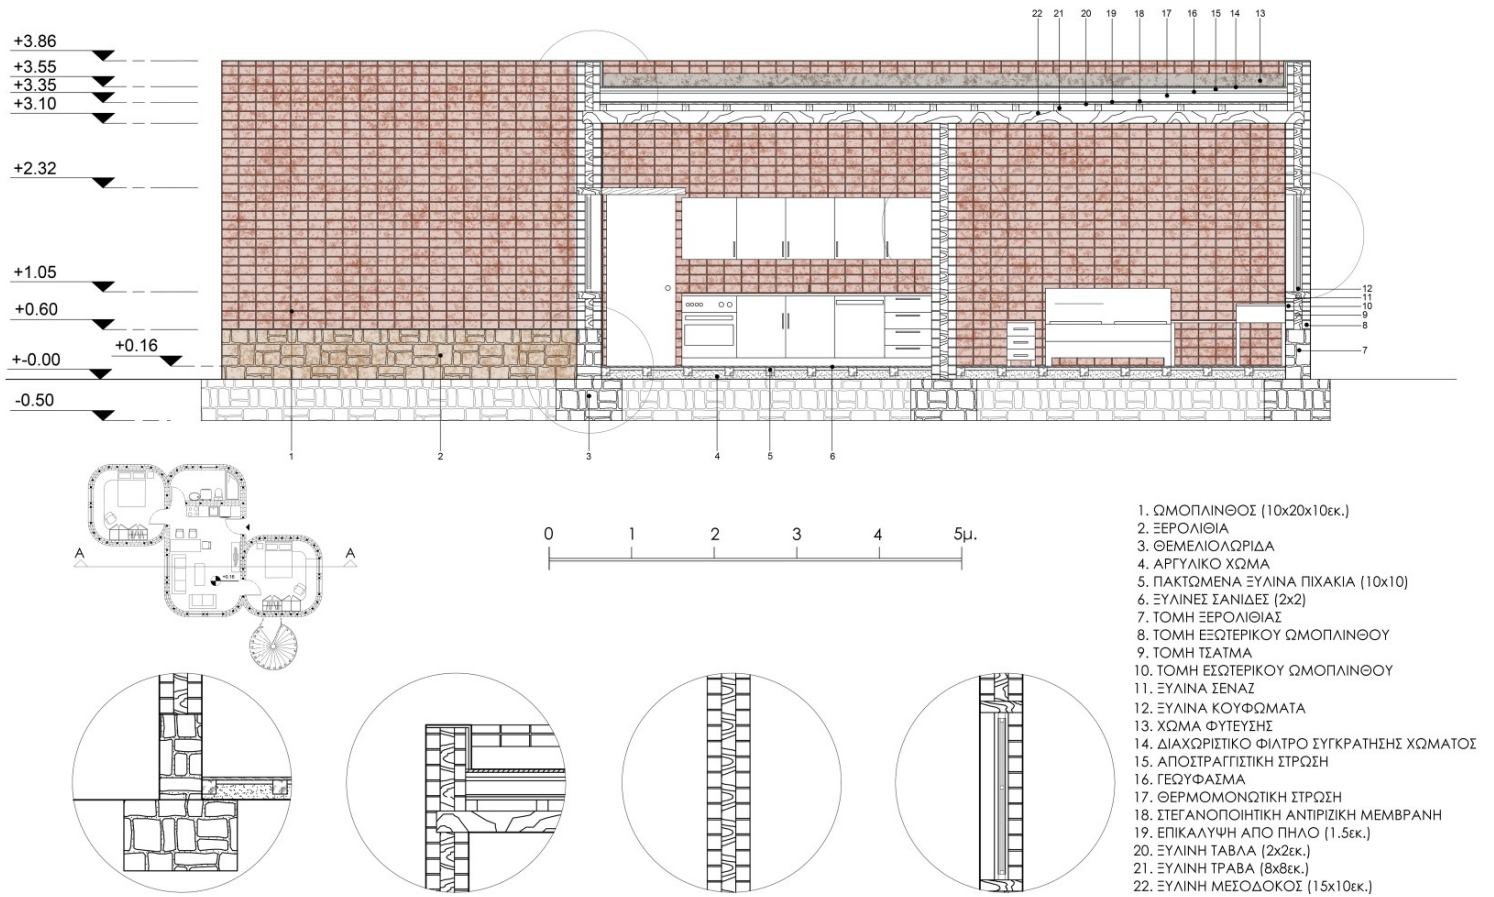 22 21 20 19 18 17 16 15 14 13
+3.86
+3.55
+3.35
+3.10
+2.32
+1.05
+0.60
+0.16
+-0.00
-0.50
12
11
10
9
8
7
1 2 3 4 5 6
A A
+0.16
0 1 2 3 4 5μ.
1. ΩΜΟΠΛΙΝΘΟΣ (10x20x10εκ.)
2. ΞΕΡΟΛΙΘΙΑ
3. ΘΕΜΕΛΙΟΛΩΡΙΔΑ
4. ΑΡΓΥΛΙΚΟ ΧΩΜΑ
5. ΠΑΚΤΩΜΕΝΑ ΞΥΛΙΝΑ ΠΙΧΑΚΙΑ (10x10)
6. ΞΥΛΙΝΕΣ ΣΑΝΙΔΕΣ (2x2)
7. ΤΟΜΗ ΞΕΡΟΛΙΘΙΑΣ
8. ΤΟΜΗ ΕΞΩΤΕΡΙΚΟΥ ΩΜΟΠΛΙΝΘΟΥ
9. ΤΟΜΗ ΤΣΑΤΜΑ
10. ΤΟΜΗ ΕΣΩΤΕΡΙΚΟΥ ΩΜΟΠΛΙΝΘΟΥ
11. ΞΥΛΙΝΑ ΣΕΝΑΖ
12. ΞΥΛΙΝΑ ΚΟΥΦΩΜΑΤΑ
13. ΧΩΜΑ ΦΥΤΕΥΣΗΣ
14. ΔΙΑΧΩΡΙΣΤΙΚΟ ΦΙΛΤΡΟ ΣΥΓΚΡΑΤΗΣΗΣ ΧΩΜΑΤΟΣ
15. ΑΠΟΣΤΡΑΓΓΙΣΤΙΚΗ ΣΤΡΩΣΗ
16. ΓΕΩΥΦΑΣΜΑ
17. ΘΕΡΜΟΜΟΝΩΤΙΚΗ ΣΤΡΩΣΗ
18. ΣΤΕΓΑΝΟΠΟΙΗΤΙΚΗ ΑΝΤΙΡΙΖΙΚΗ ΜΕΜΒΡΑΝΗ
19. ΕΠΙΚΑΛΥΨΗ ΑΠΟ ΠΗΛΟ (1.5εκ.)
20. ΞΥΛΙΝΗ ΤΑΒΛΑ (2x2εκ.)
21. ΞΥΛΙΝΗ ΤΡΑΒΑ (8x8εκ.)
22. ΞΥΛΙΝΗ ΜΕΣΟΔΟΚΟΣ (15x10εκ.)